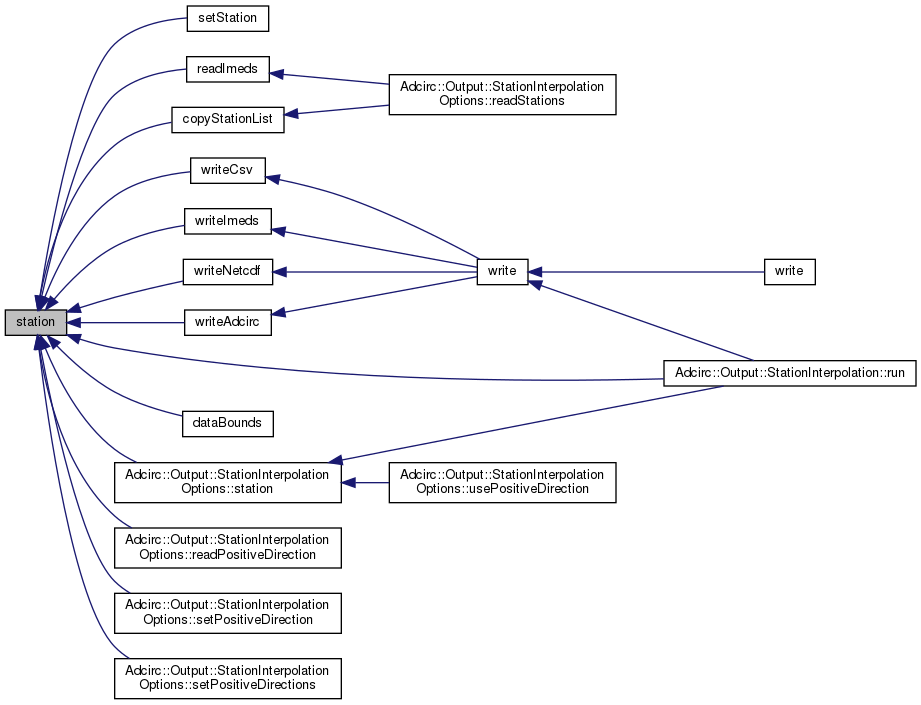 setStation
readImeds
Adcirc::Output::StationInterpolation
Options::readStations
copyStationList
writeCsv
writeImeds
writeNetcdf
write
write
station
writeAdcirc
Adcirc::Output::StationInterpolation::run
dataBounds
Adcirc::Output::StationInterpolation
Options::station
Adcirc::Output::StationInterpolation
Options::usePositiveDirection
Adcirc::Output::StationInterpolation
Options::readPositiveDirection
Adcirc::Output::StationInterpolation
Options::setPositiveDirection
Adcirc::Output::StationInterpolation
Options::setPositiveDirections